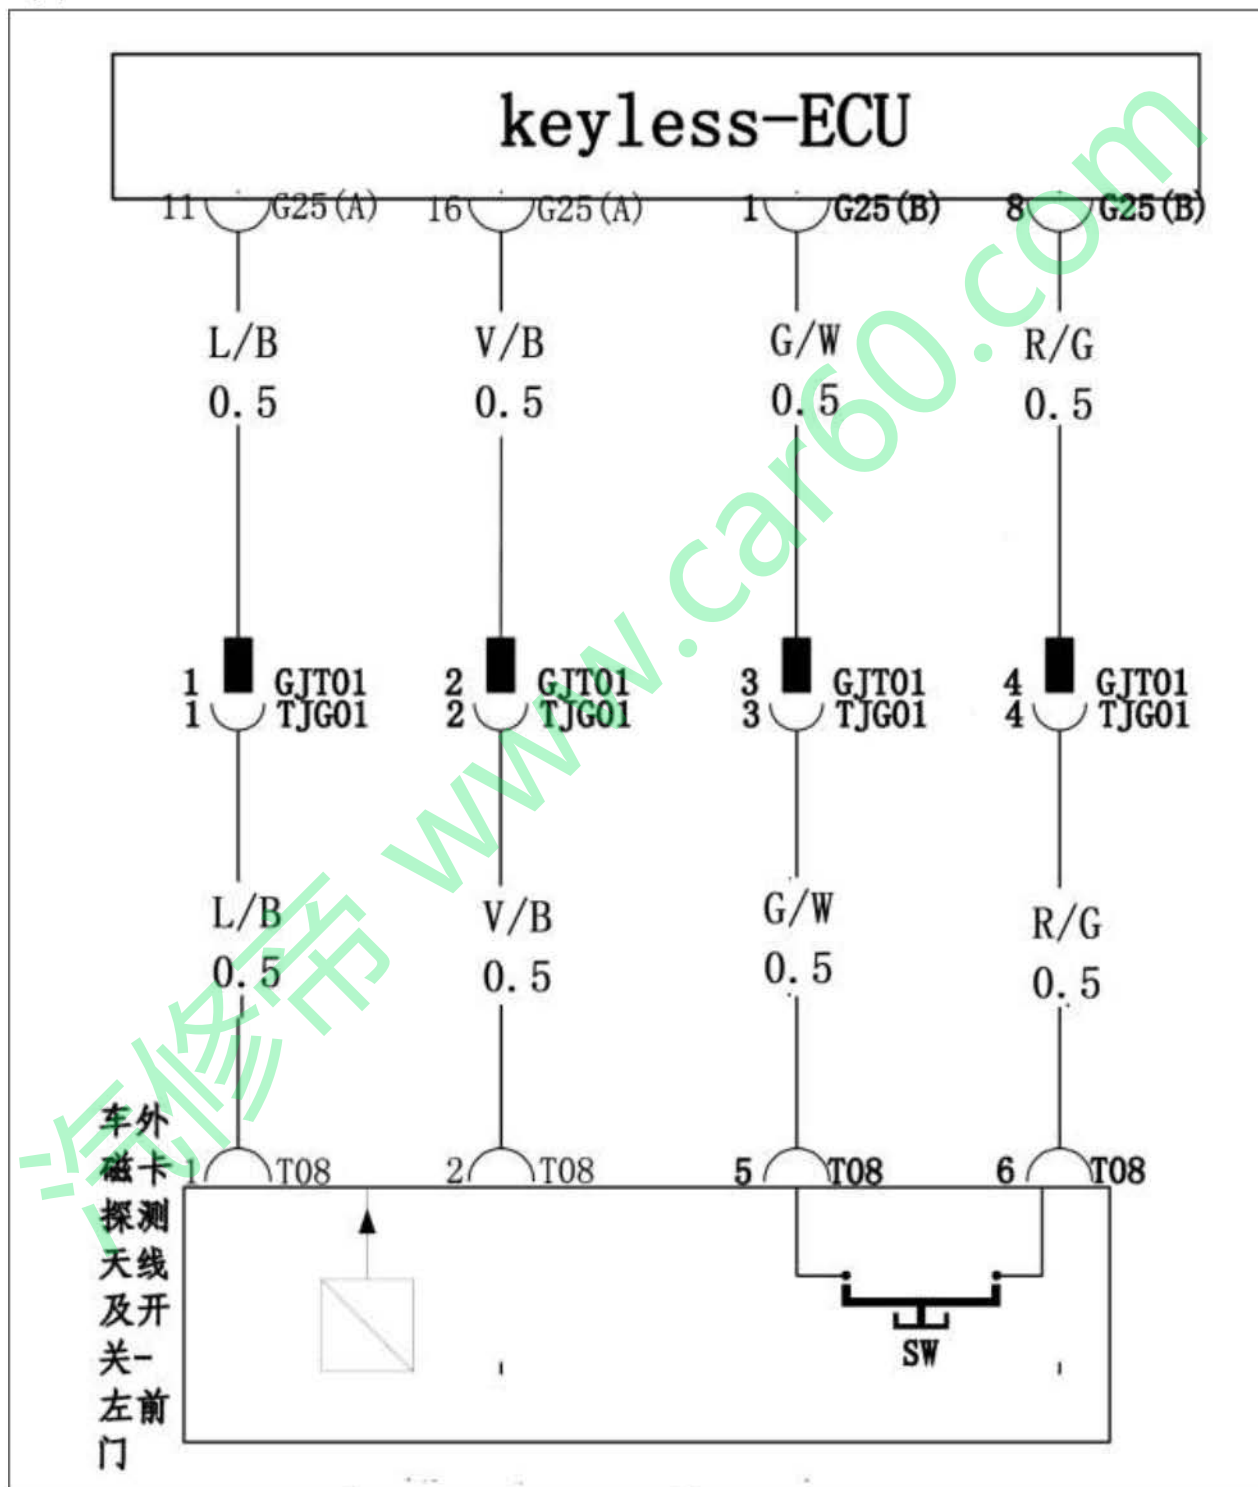 keyless-ECU
11 G25(A) 16 G25(A) 1 G25(B) 8 G25(B)
L/B V/B G/W R/G
0.5 0.5 0.5 0.5
1 GJT01 2 GJT01 3 GJT01 4 GJT01
1 TJG01 2 TJG01 3 TJG01 4 TJG01
L/B V/B G/W R/G
0.5 0.5 0.5 0.5
1 T08 2 T08 5 T08 6 T08
车外
磁卡
探测
天线
及开
关-
左前
门
SW
汽修帝 www.car60.com